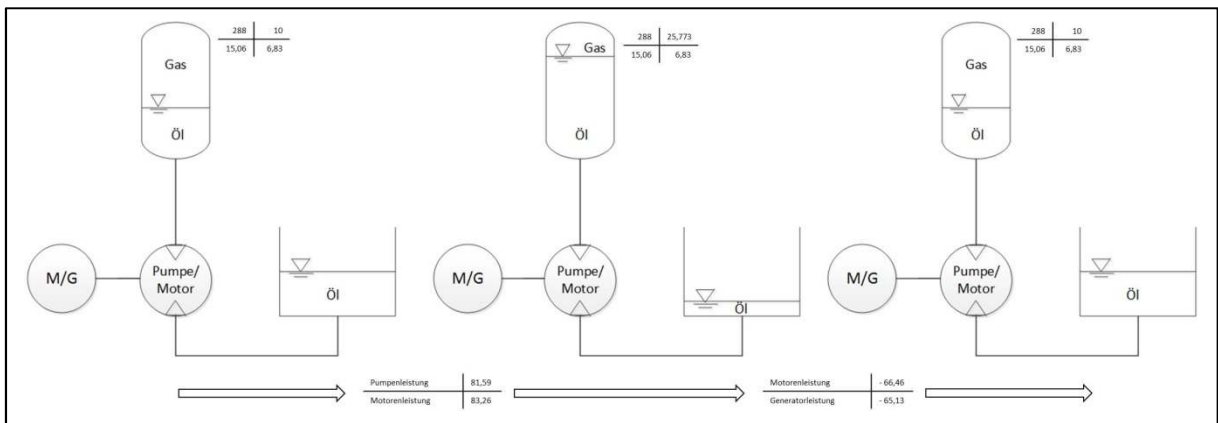 288 10
15,06 6,83
Gas
Öl
M/G
Pumpe/
Motor
Öl
288 25,773
15,06 6,83
Gas
Öl
M/G
Pumpe/
Motor
Öl
288 10
15,06 6,83
Gas
Öl
M/G
Pumpe/
Motor
Öl
Pumpenleistung 81,59
Motorenleistung 83,26
Motorenleistung - 66,46
Generatorleistung - 65,13